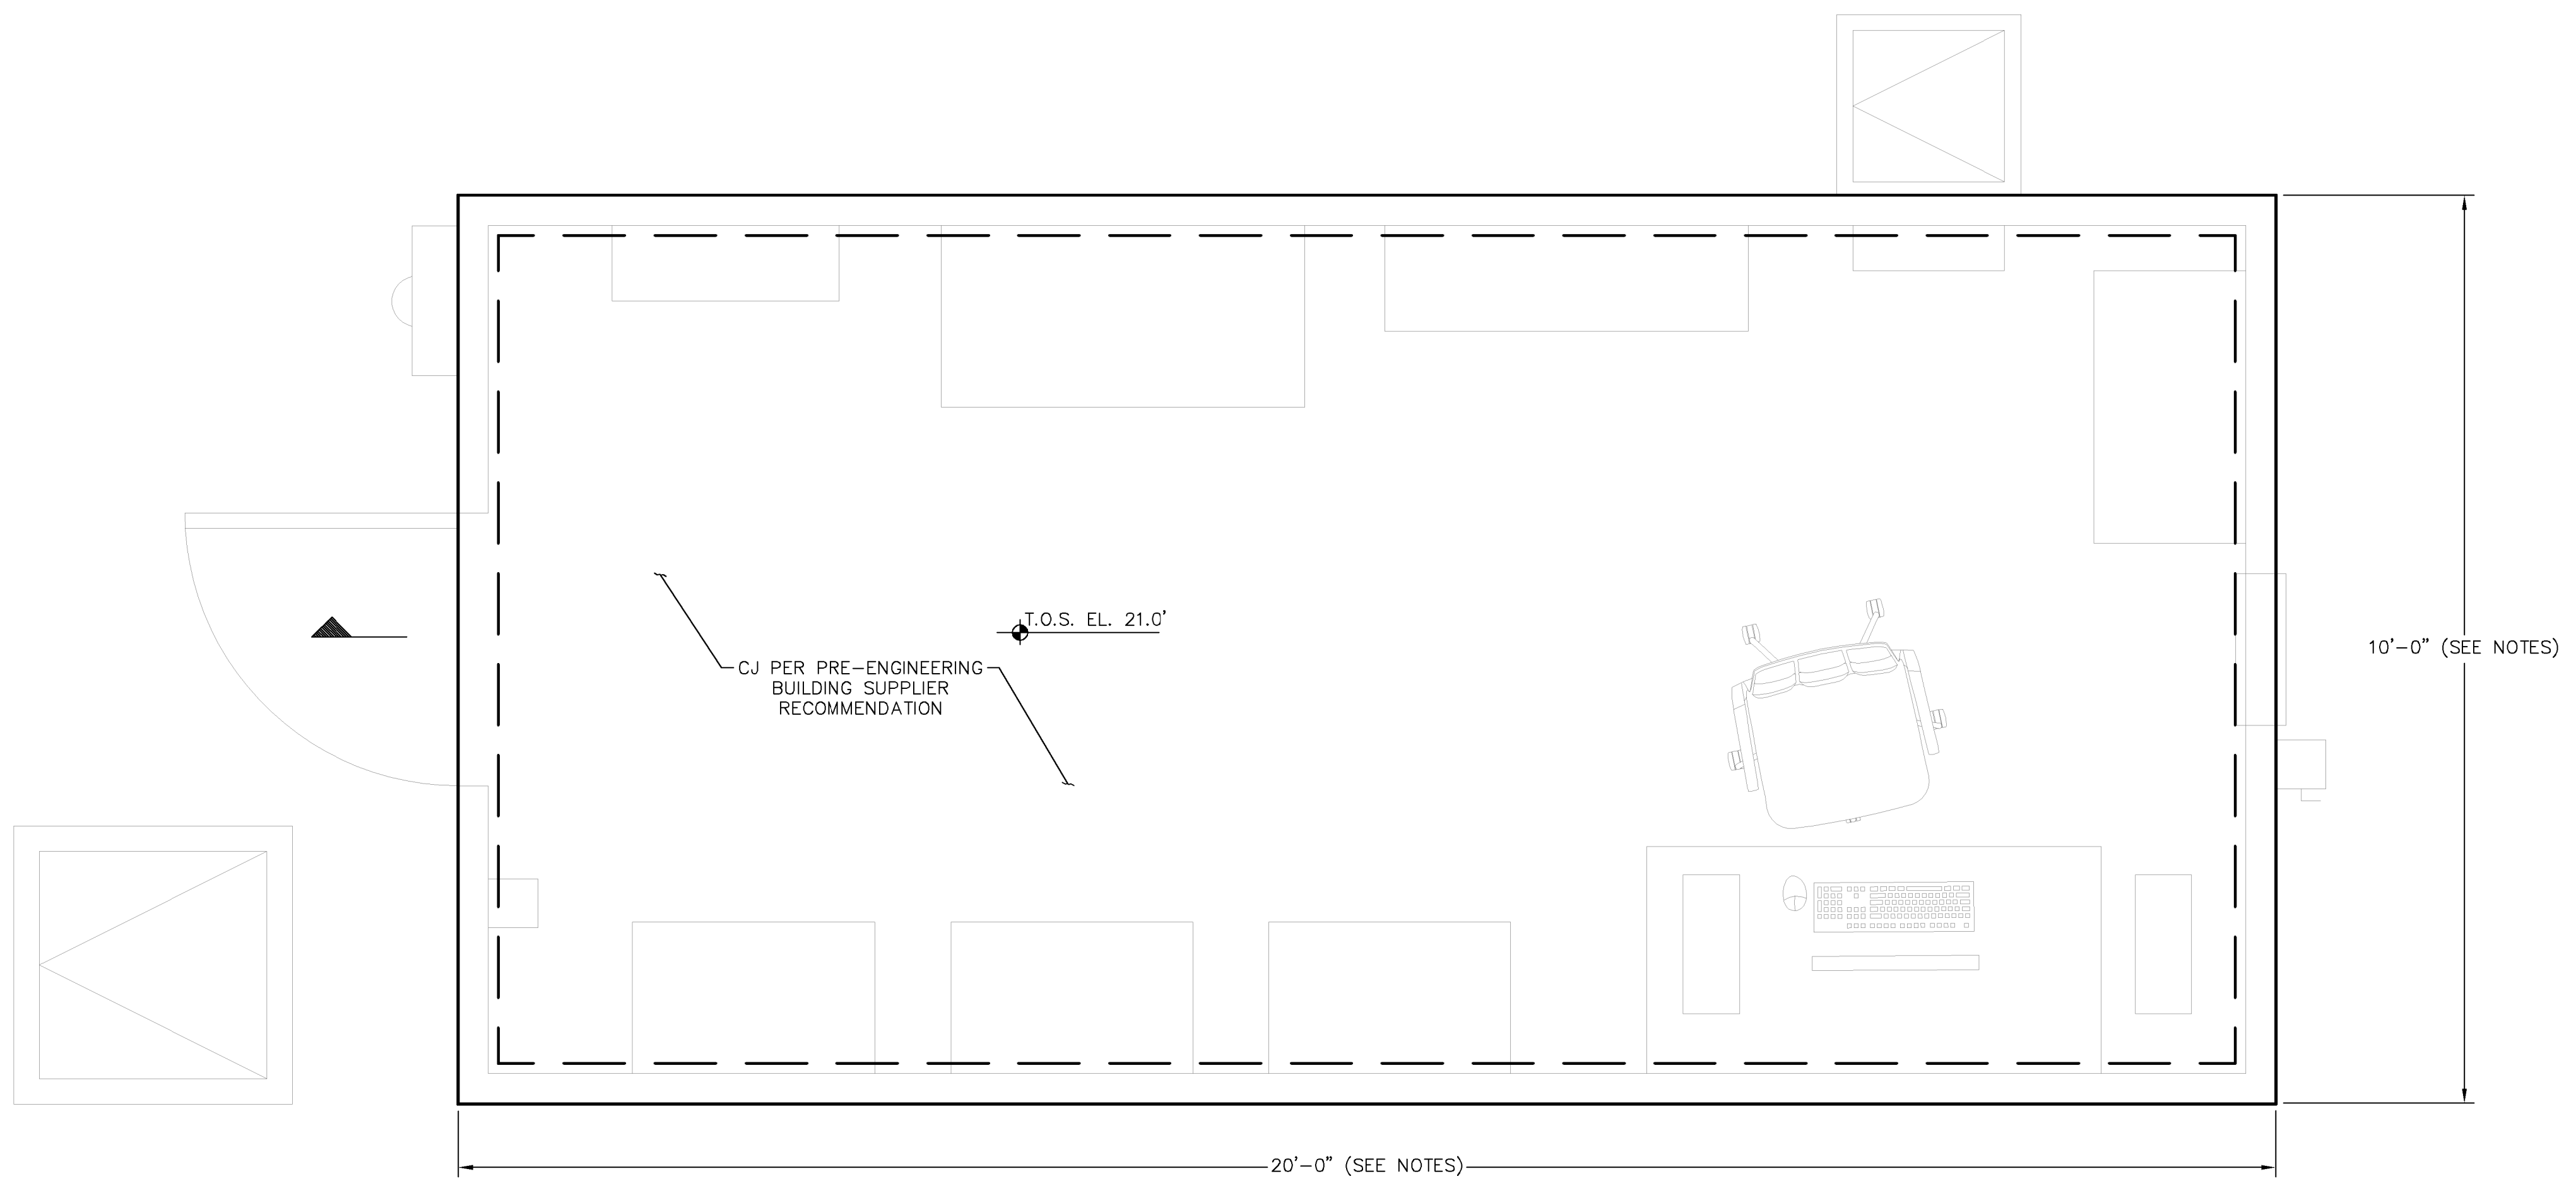 T.O.S. EL. 21.0'
CJ PER PRE-ENGINEERING
BUILDING SUPPLIER
RECOMMENDATION
10'-0" (SEE NOTES)
20'-0" (SEE NOTES)